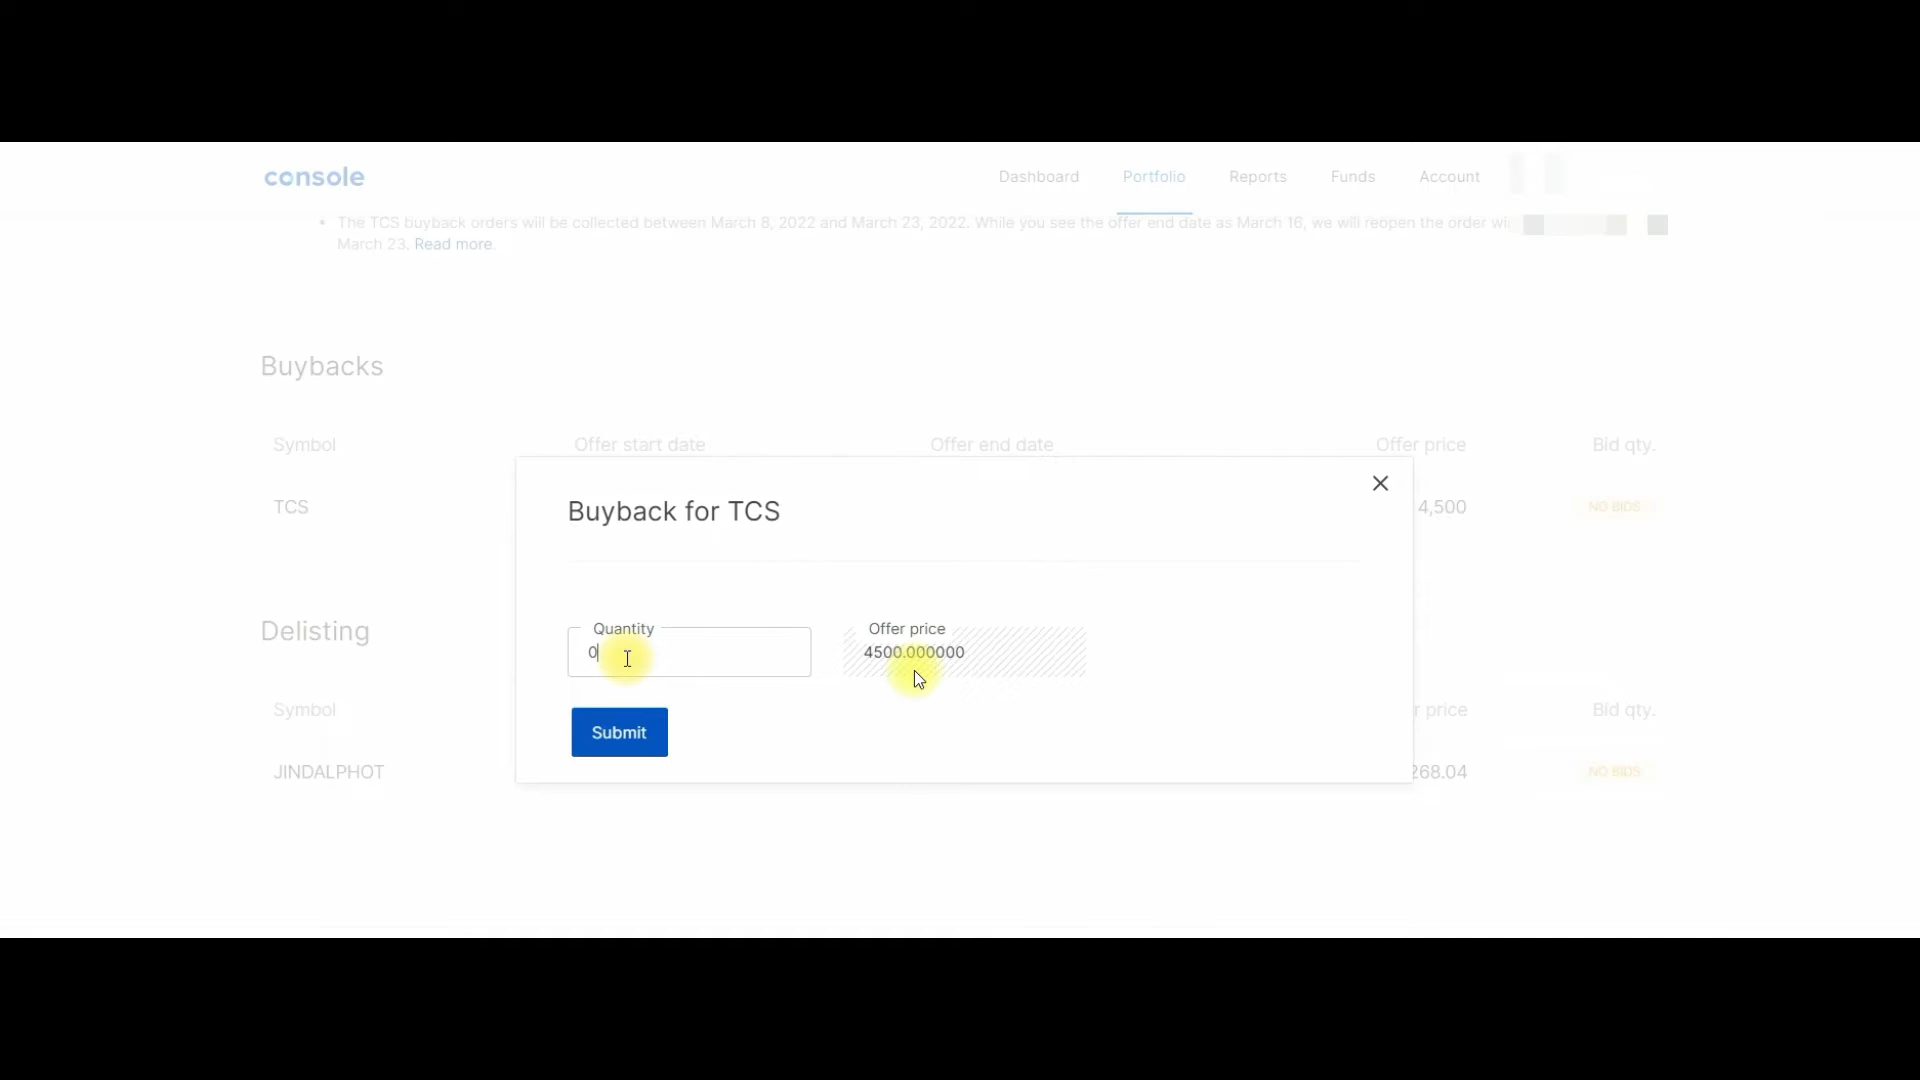 console Dashboard Portfolio Reports Funds Account
• The TCS buyback orders will be collected between March 8, 2022 and March 23, 2022. While you see the offer end date as March 16, we will reopen the order
March 23. Read more.
Buybacks
Symbol Offer start date Offer end date Offer price Bid qty.
Buyback for TCS
TCS 4,500 NO BIDS
Quantity Offer price
0 4500.000000
Delisting
Symbol price Bid qty.
Submit
JINDALPHOT 268.04 NO BIDS